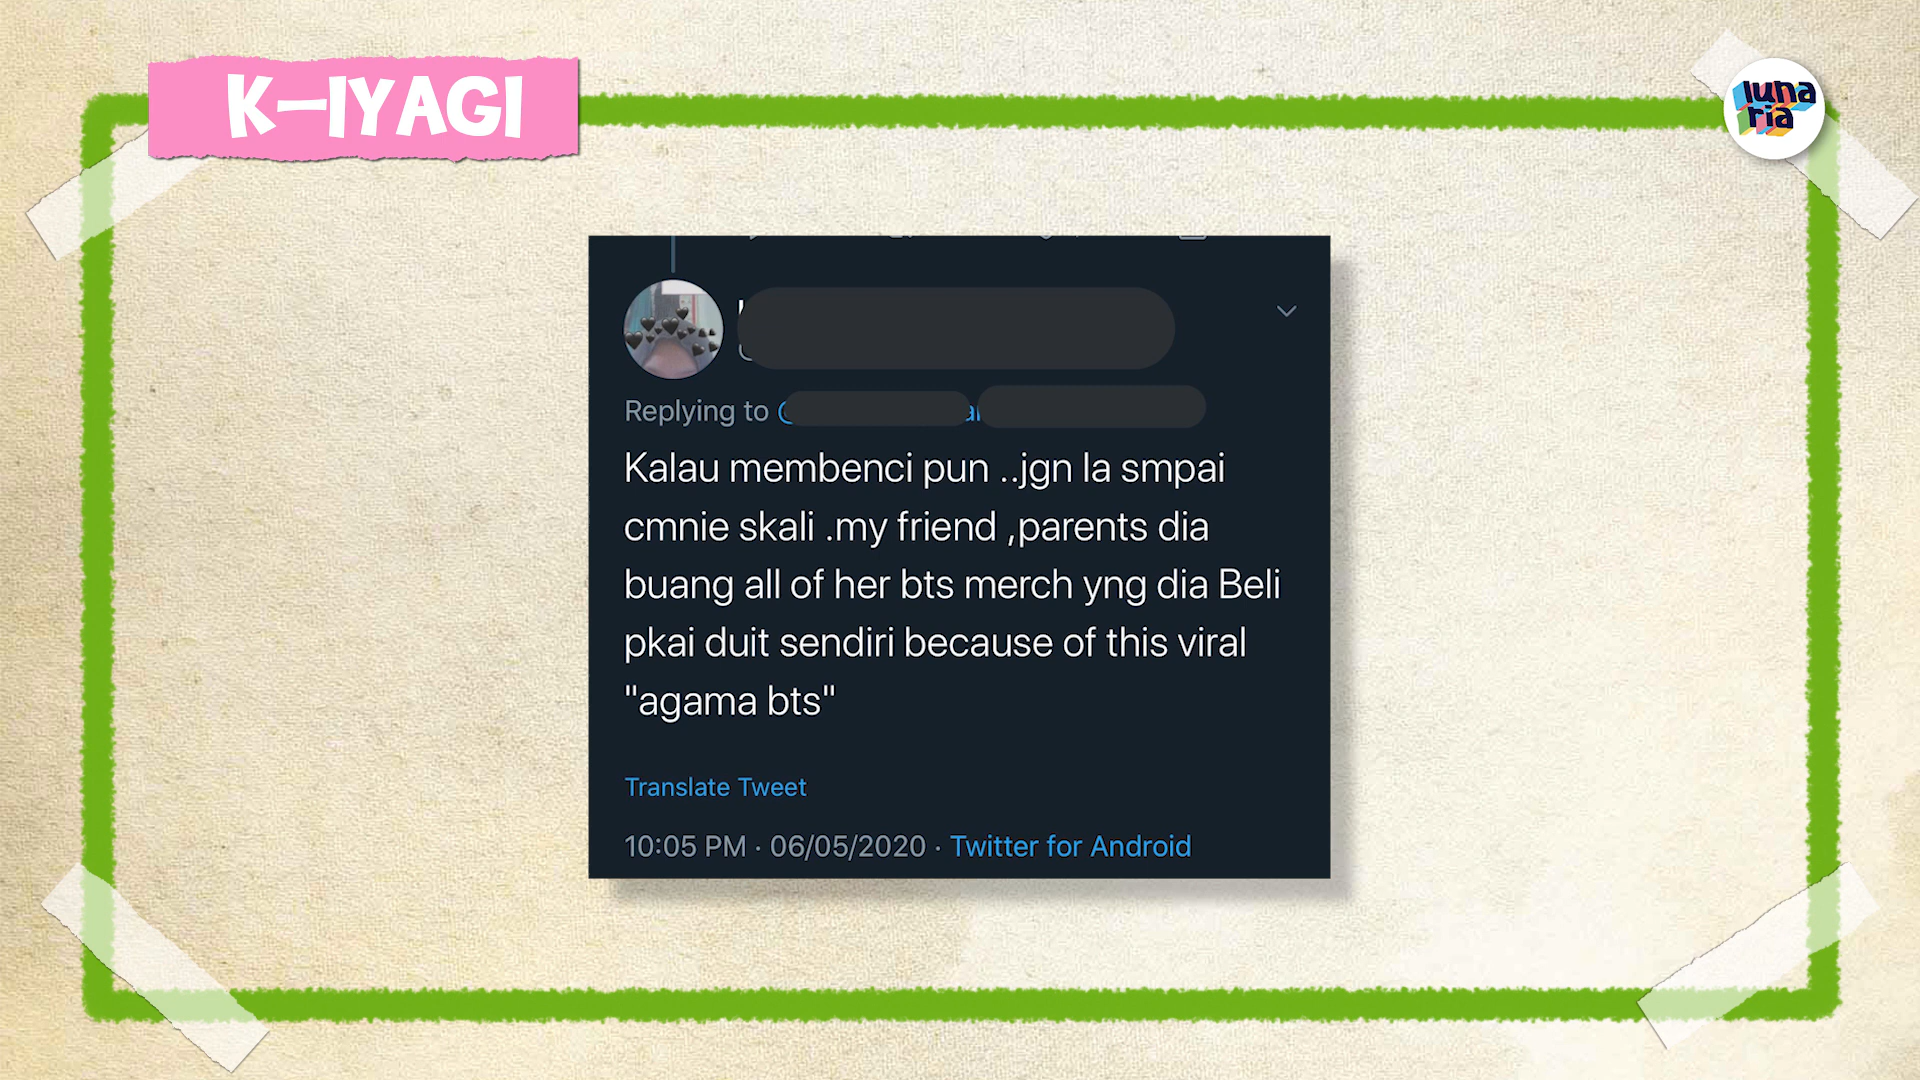 K-IYAGI
luna
ria
Replying to
Kalau membenci pun ..jgn la smpai
cmnie skali .my friend ,parents dia
buang all of her bts merch yng dia Beli
pkai duit sendiri because of this viral
"agama bts"
Translate Tweet
10:05 PM · 06/05/2020 · Twitter for Android